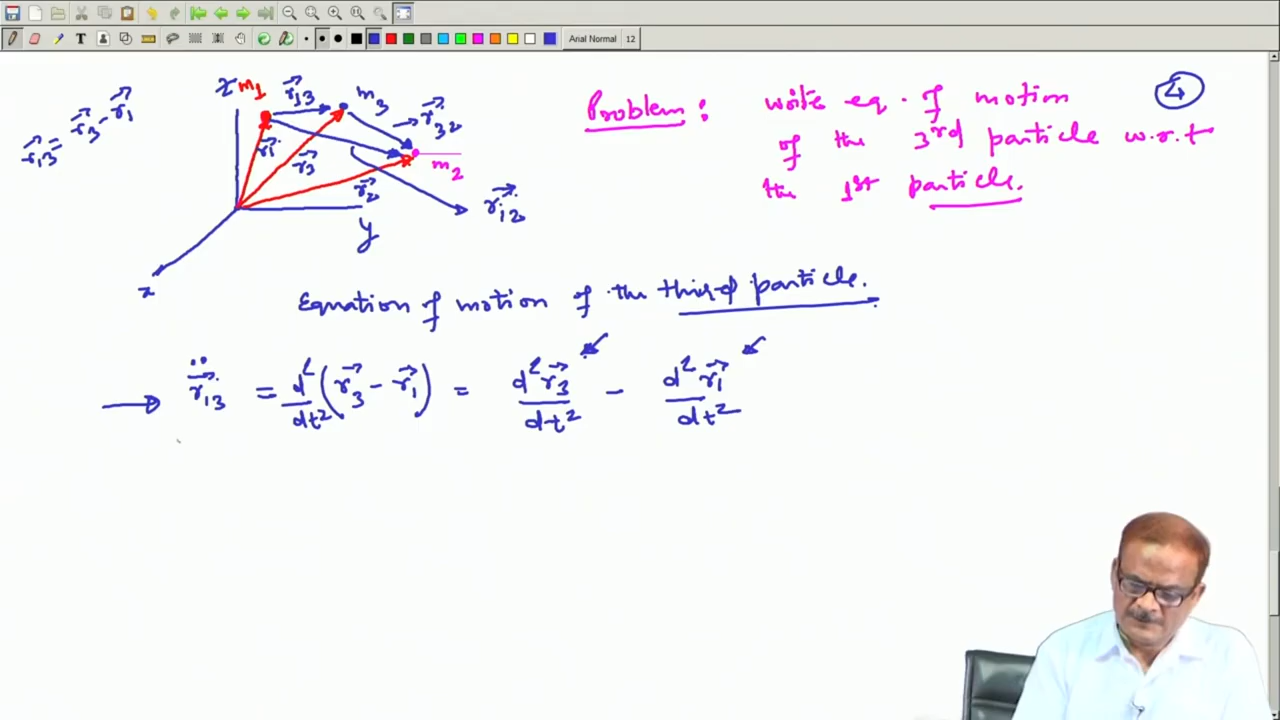 Arial Normal 12
T
4
Problem: Write eq. of motion
of the 3rd particle w.r.t
the 1st particle.
z m1 r⃗13 m3 r⃗32
r⃗13 = r⃗3 - r⃗1
r⃗1 r⃗3 r⃗2 m2
r⃗12
y
x
Equation of motion of the third particle.
r̈⃗13 = d²/dt² (r⃗3 - r⃗1) = d²r⃗3/dt² - d²r⃗1/dt²